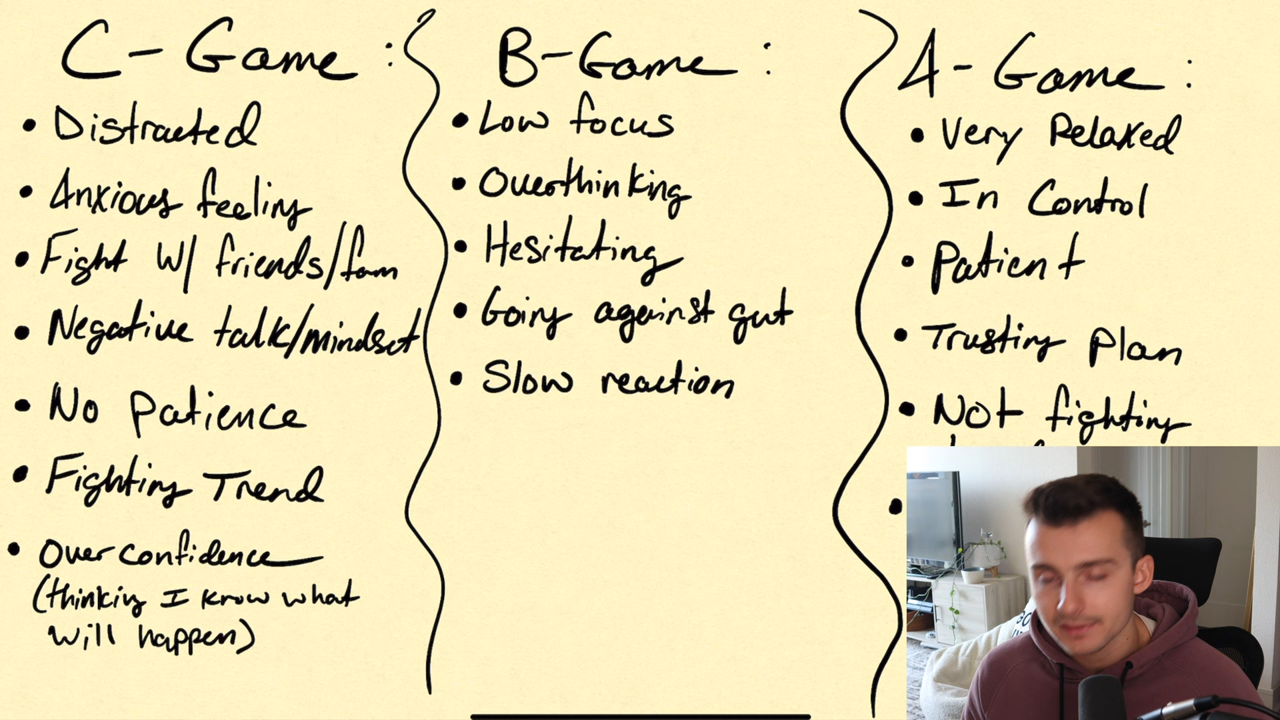 C-Game:
• Distracted
• Anxious feeling
• Fight w/ friends/fam
• Negative talk/mindset
• No patience
• Fighting Trend
• Over confidence
(thinking I know what
will happen)
B-Game:
• Low focus
• Overthinking
• Hesitating
• Going against gut
• Slow reaction
A-Game:
• Very Relaxed
• In Control
• Patient
• Trusting Plan
• Not fighting